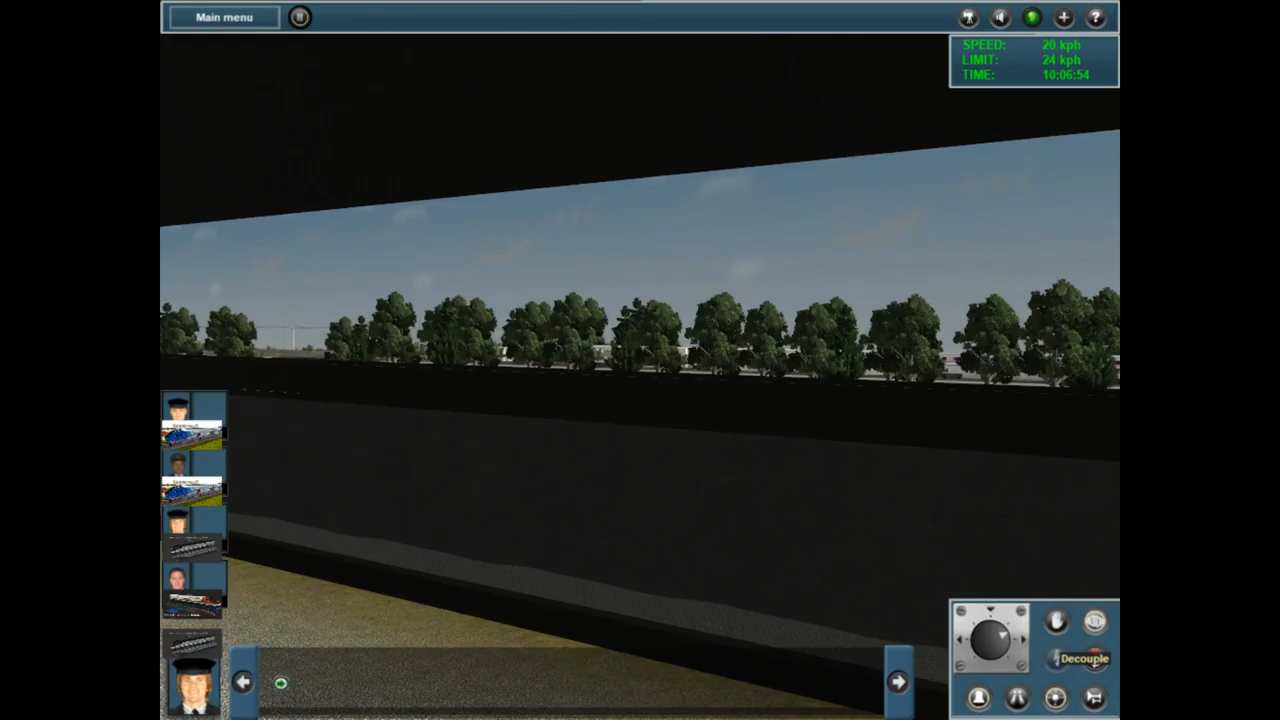 Main menu
SPEED: 20 kph
LIMIT: 24 kph
TIME: 10:06:54
Decouple